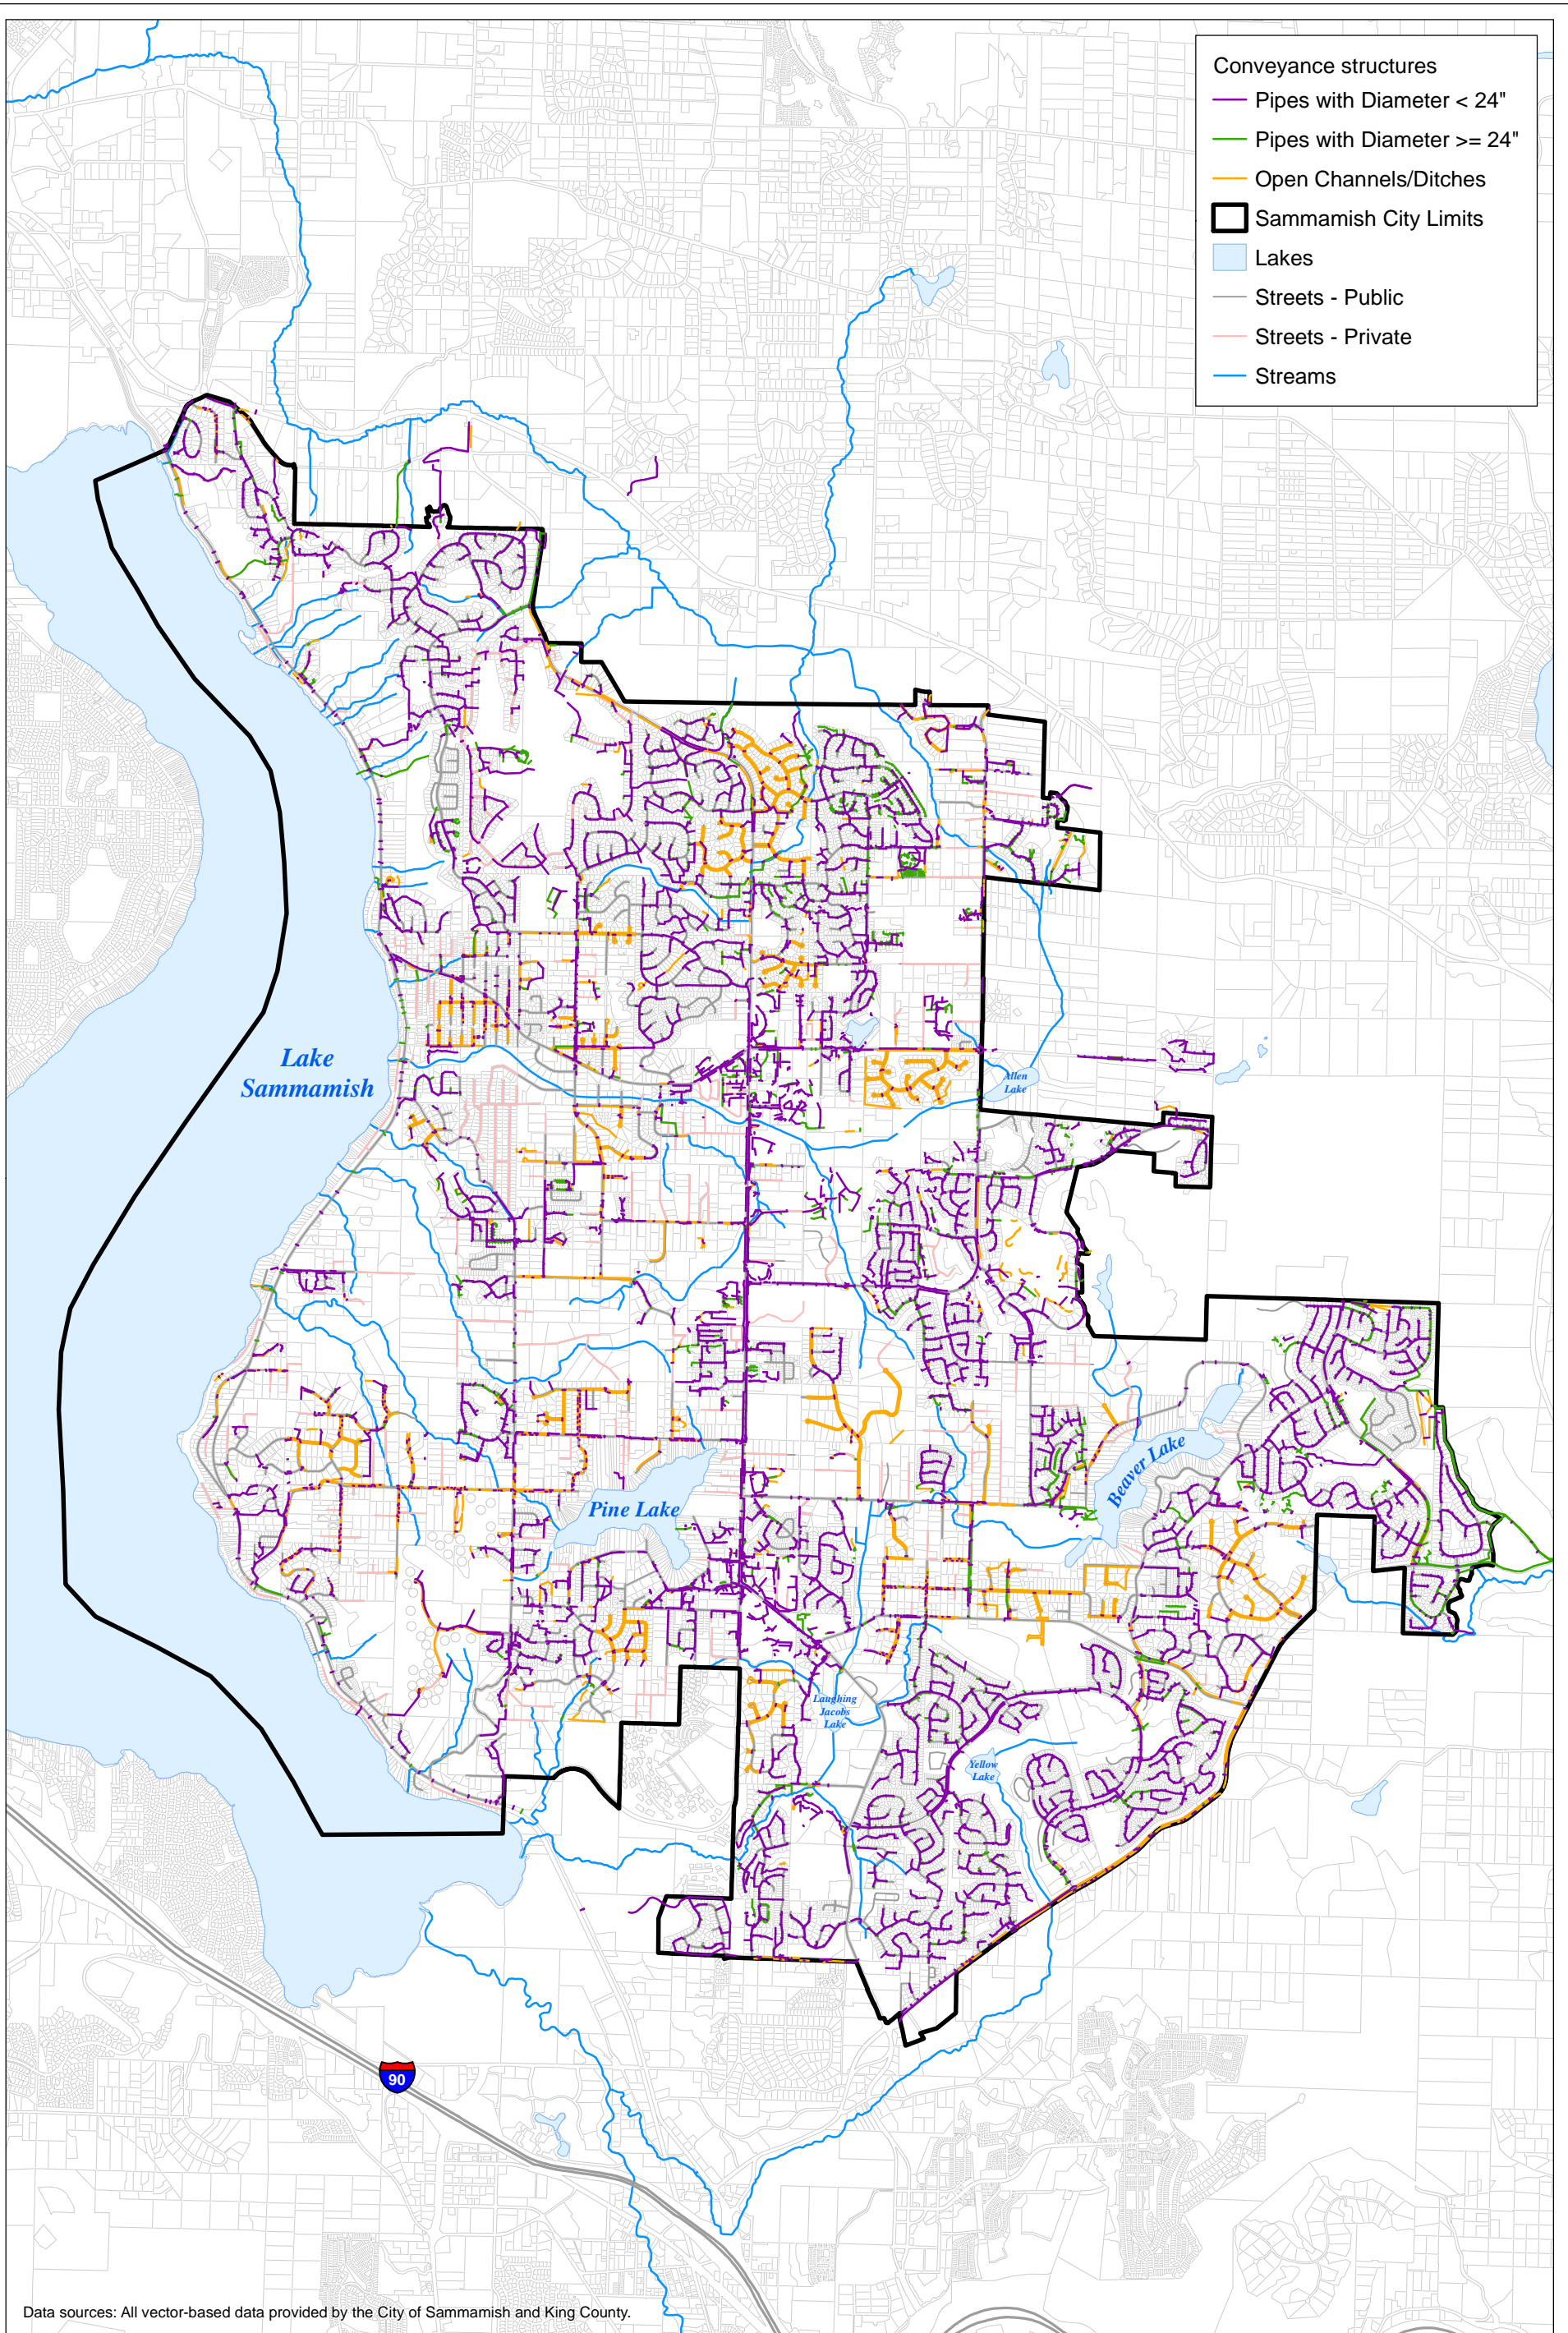 Conveyance structures
Pipes with Diameter < 24"
Pipes with Diameter >= 24"
Open Channels/Ditches
Sammamish City Limits
Lakes
Streets - Public
Streets - Private
Streams
Lake
Sammamish
Allen
Lake
Beaver Lake
Pine Lake
Laughing
Jacobs
Lake
Yellow
Lake
90
Data sources: All vector-based data provided by the City of Sammamish and King County.